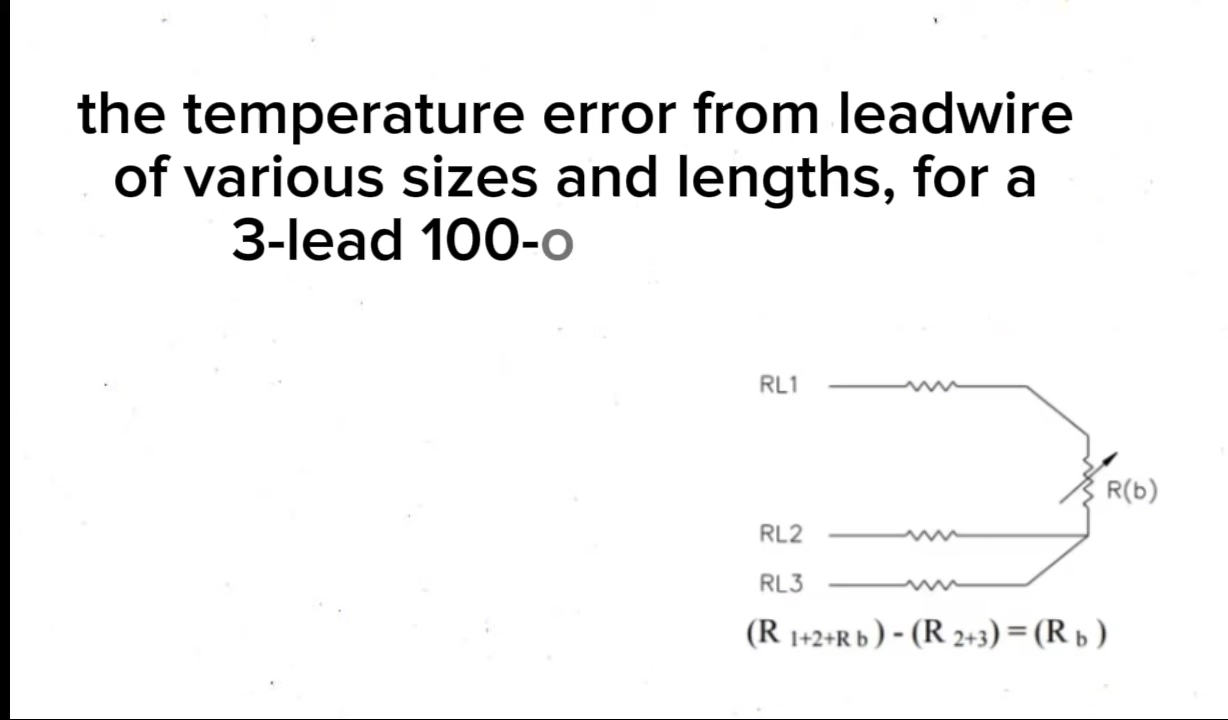 the temperature error from leadwire
of various sizes and lengths, for a
3-lead 100-o
RL1
R(b)
RL2
RL3
(R 1+2+R b ) - (R 2+3) = (R b )